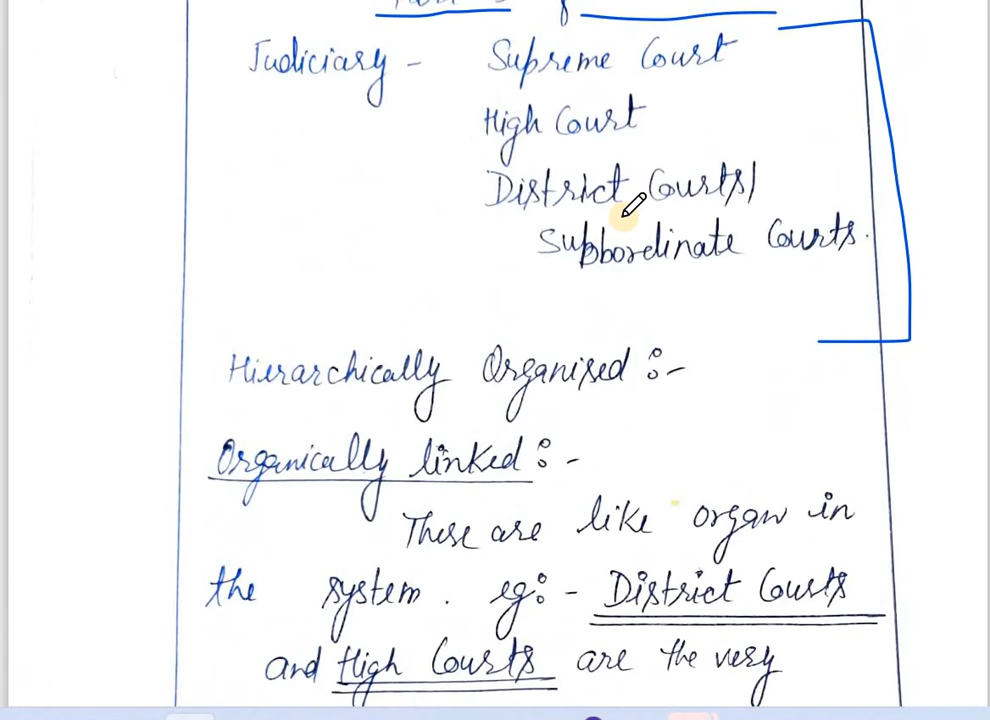 Judiciary - Supreme Court
High Court
District Courts/
Subbordinate Courts.
Hierarchically Organised :-
Organically linked :-
These are like organ in
the system. eg:- District Courts
and High Courts are the very